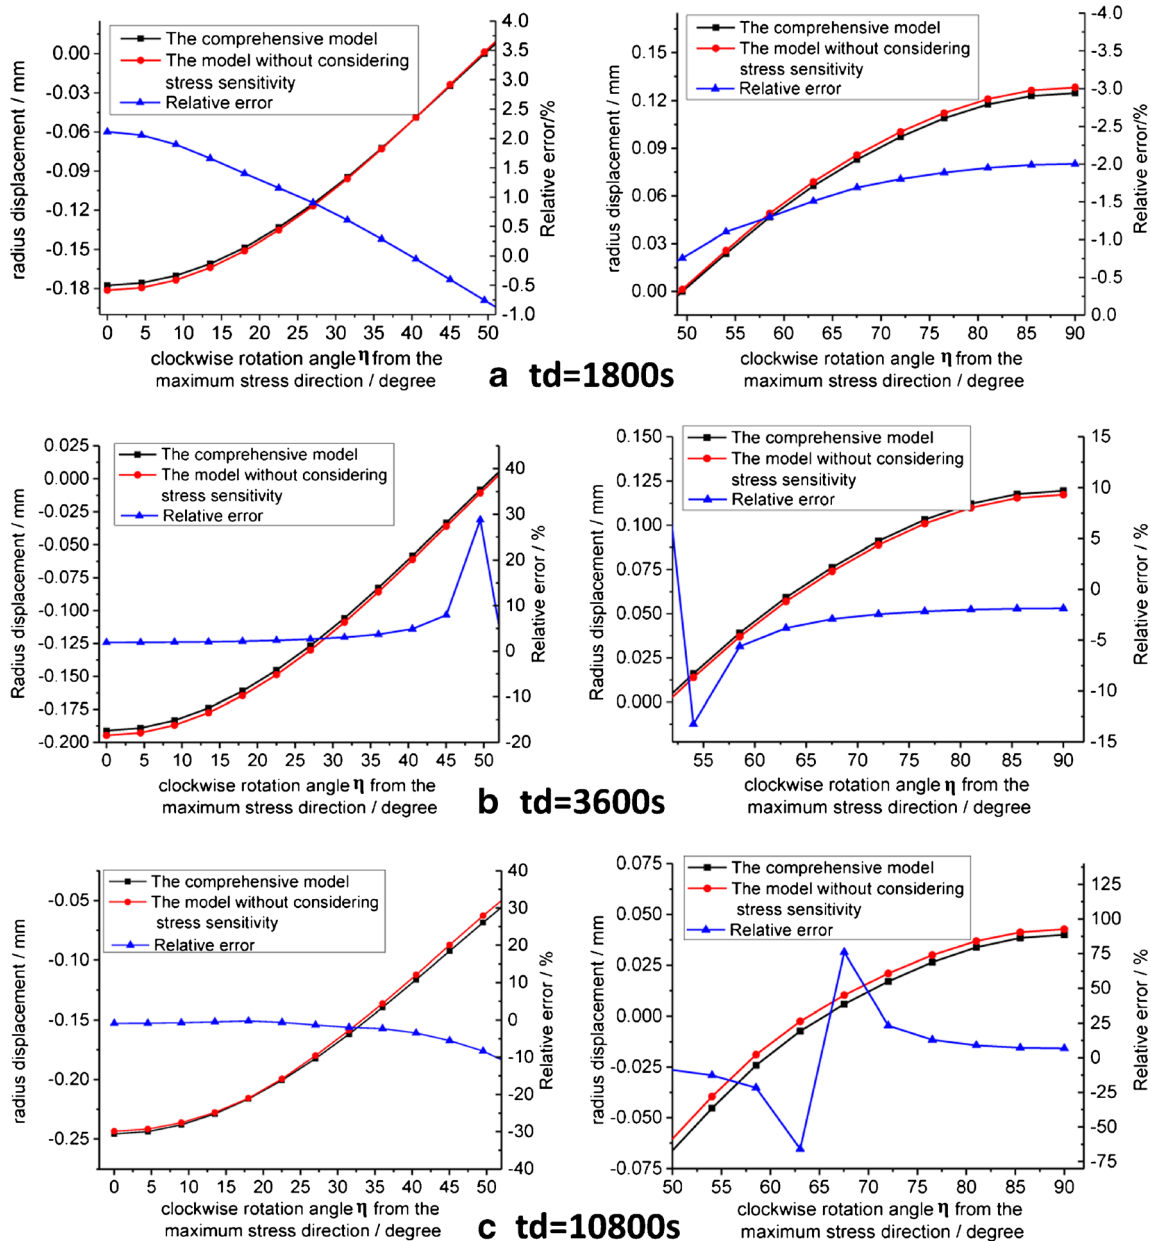 The comprehensive model
The model without considering
stress sensitivity
Relative error
radius displacement / mm
0.00
-0.03
-0.06
-0.09
-0.12
-0.15
-0.18
4.0
3.5
3.0
2.5
2.0
1.5
1.0
0.5
0.0
-0.5
-1.0
Relative error/%
0 5 10 15 20 25 30 35 40 45 50
clockwise rotation angle η from the
maximum stress direction / degree
The comprehensive model
The model without considering
stress sensitivity
Relative error
radius displacement / mm
0.15
0.12
0.09
0.06
0.03
0.00
-4.0
-3.5
-3.0
-2.5
-2.0
-1.5
-1.0
-0.5
0.0
Relative error/%
50 55 60 65 70 75 80 85 90
clockwise rotation angle η from the
maximum stress direction / degree
a td=1800s
The comprehensive model
The model without considering
stress sensitivity
Relative error
Radius displacement / mm
0.025
0.000
-0.025
-0.050
-0.075
-0.100
-0.125
-0.150
-0.175
-0.200
40
30
20
10
0
-10
-20
Relative error / %
0 5 10 15 20 25 30 35 40 45 50
clockwise rotation angle η from the
maximum stress direction / degree
The comprehensive model
The model without considering
stress sensitivity
Relative error
Radius displacement / mm
0.150
0.125
0.100
0.075
0.050
0.025
0.000
15
10
5
0
-5
-10
-15
Relative error / %
55 60 65 70 75 80 85 90
clockwise rotation angle η from the
maximum stress direction / degree
b td=3600s
The comprehensive model
The model without considering
stress sensitivity
Relative error
radius displacement / mm
-0.05
-0.10
-0.15
-0.20
-0.25
40
30
20
10
0
-10
-20
-30
-40
Relative error / %
0 5 10 15 20 25 30 35 40 45 50
clockwise rotation angle η from the
maximum stress direction / degree
The comprehensive model
The model without considering
stress sensitivity
Relative error
radius displacement / mm
0.075
0.050
0.025
0.000
-0.025
-0.050
-0.075
125
100
75
50
25
0
-25
-50
-75
Relative error / %
50 55 60 65 70 75 80 85 90
clockwise rotation angle η from the
maximum stress direction / degree
c td=10800s